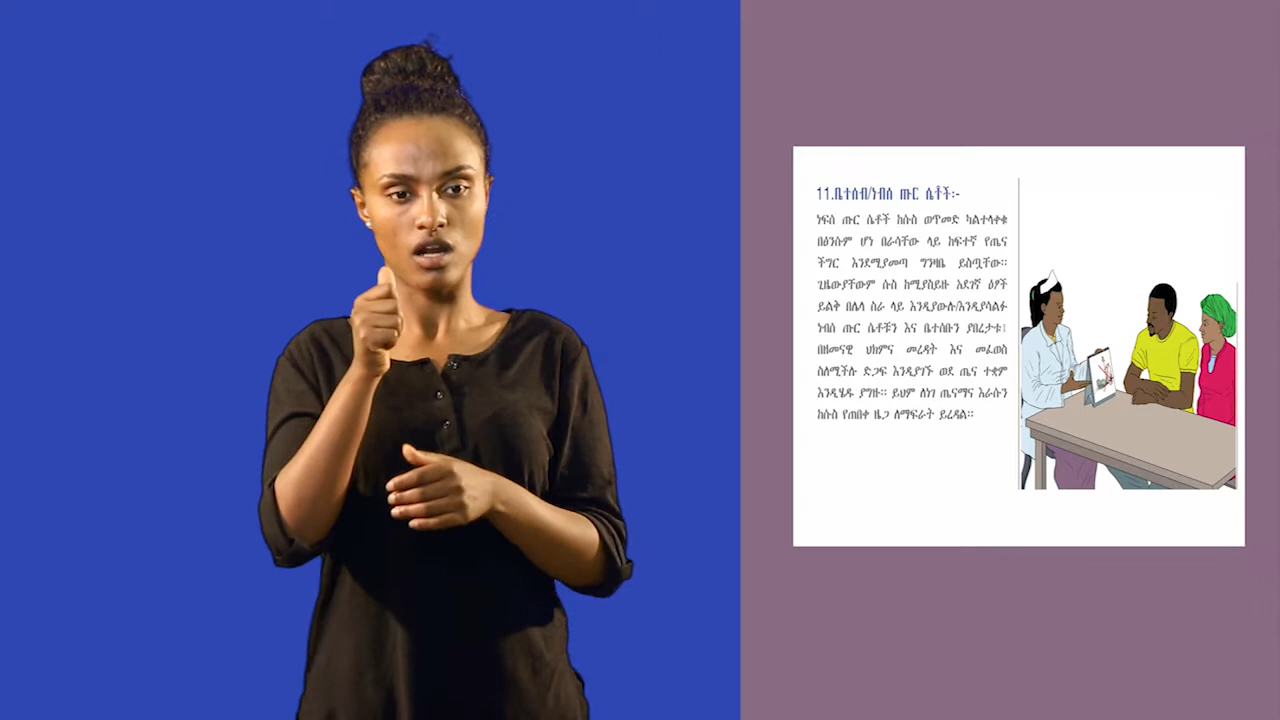 11.ቤተሰብ/ነብሰ ጡር ሴቶች፡-
ነፍሰ ጡር ሴቶች ከሱስ ወጥመድ ካልተላቀቁ
በፅንሱም ሆነ በራሳቸው ላይ ከፍተኛ የጤና
ችግር እንደሚያመጣ ግንዛቤ ይስጧቸው።
ጊዜውያቸውም ሱስ ከሚያስይዙ አደገኛ ዕፆች
ይልቅ በሌላ ስራ ላይ እንዲያውሉ/እንዲያሳልፉ
ነብሰ ጡር ሴቶቹን እና ቤተሰቡን ያበረታቱ፤
በዘመናዊ ህክምና መረዳት እና መፈወስ
ስለሚችሉ ድጋፍ እንዲያገኙ ወደ ጤና ተቋም
እንዲሄዱ ያግዙ። ይህም ለነገ ጤናማና እራሱን
ከሱስ የጠበቀ ዜጋ ለማፍራት ይረዳል።